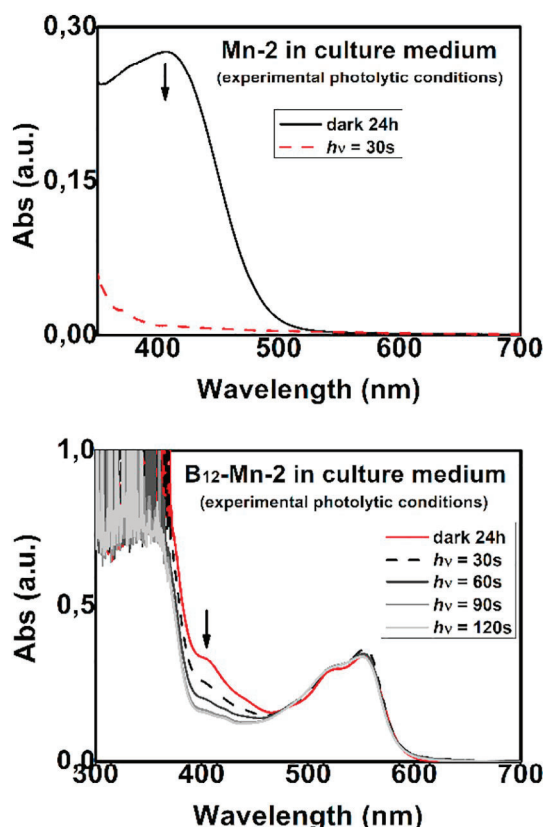 Mn-2 in culture medium
(experimental photolytic conditions)
dark 24h
hν = 30s
0,30
0,15
0,00
Abs (a.u.)
400 500 600 700
Wavelength (nm)
B₁₂-Mn-2 in culture medium
(experimental photolytic conditions)
dark 24h
hν = 30s
hν = 60s
hν = 90s
hν = 120s
1,0
0,5
0,0
Abs (a.u.)
300 400 500 600 700
Wavelength (nm)